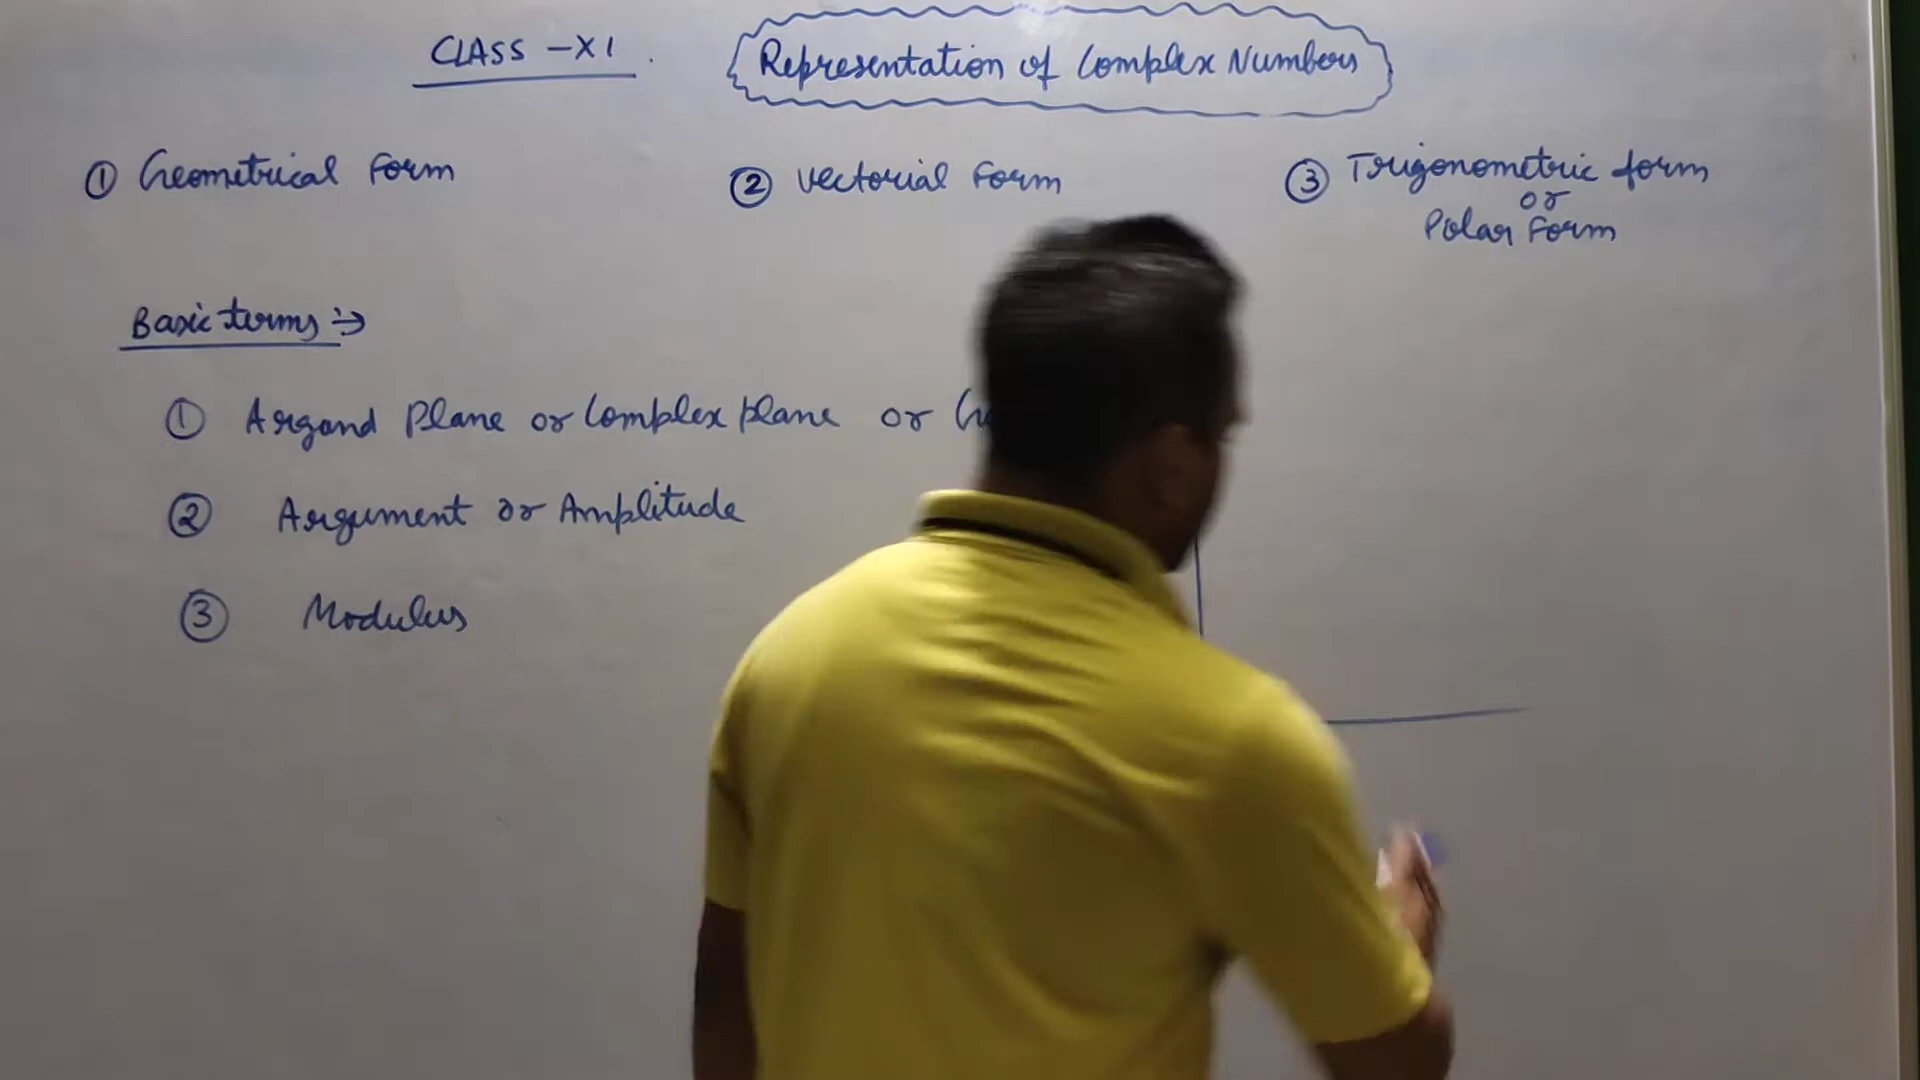 CLASS - XI.
Representation of Complex Numbers
① Geometrical Form
② Vectorial Form
③ Trigonometric form
or
Polar Form
Basic terms :→
① Argand Plane or Complex plane or
② Argument or Amplitude
③ Modulus